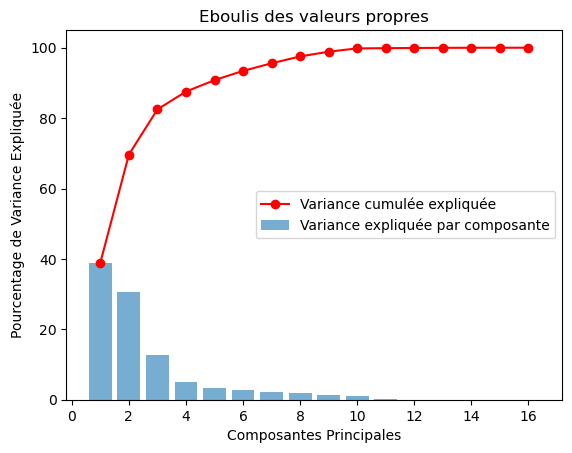 Eboulis des valeurs propres
Pourcentage de Variance Expliquée
100
80
60
40
20
0
Variance cumulée expliquée
Variance expliquée par composante
0 2 4 6 8 10 12 14 16
Composantes Principales